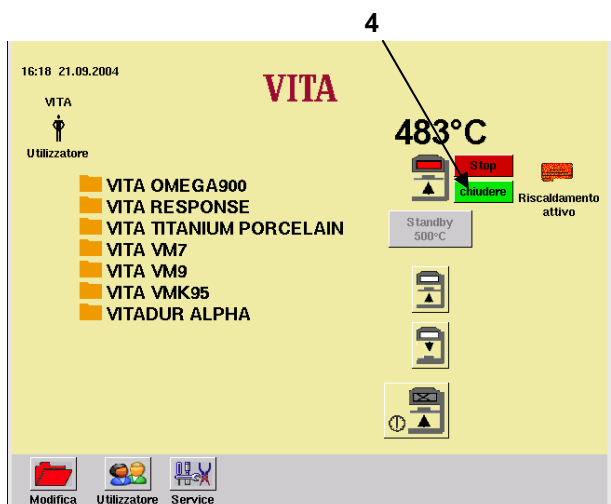 4
16:18 21.09.2004
VITA
VITA
Utilizzatore
483°C
Stop
chiudere
Riscaldamento
attivo
Standby
500°C
VITA OMEGA900
VITA RESPONSE
VITA TITANIUM PORCELAIN
VITA VM7
VITA VM9
VITA VMK95
VITADUR ALPHA
Modifica
Utilizzatore
Service